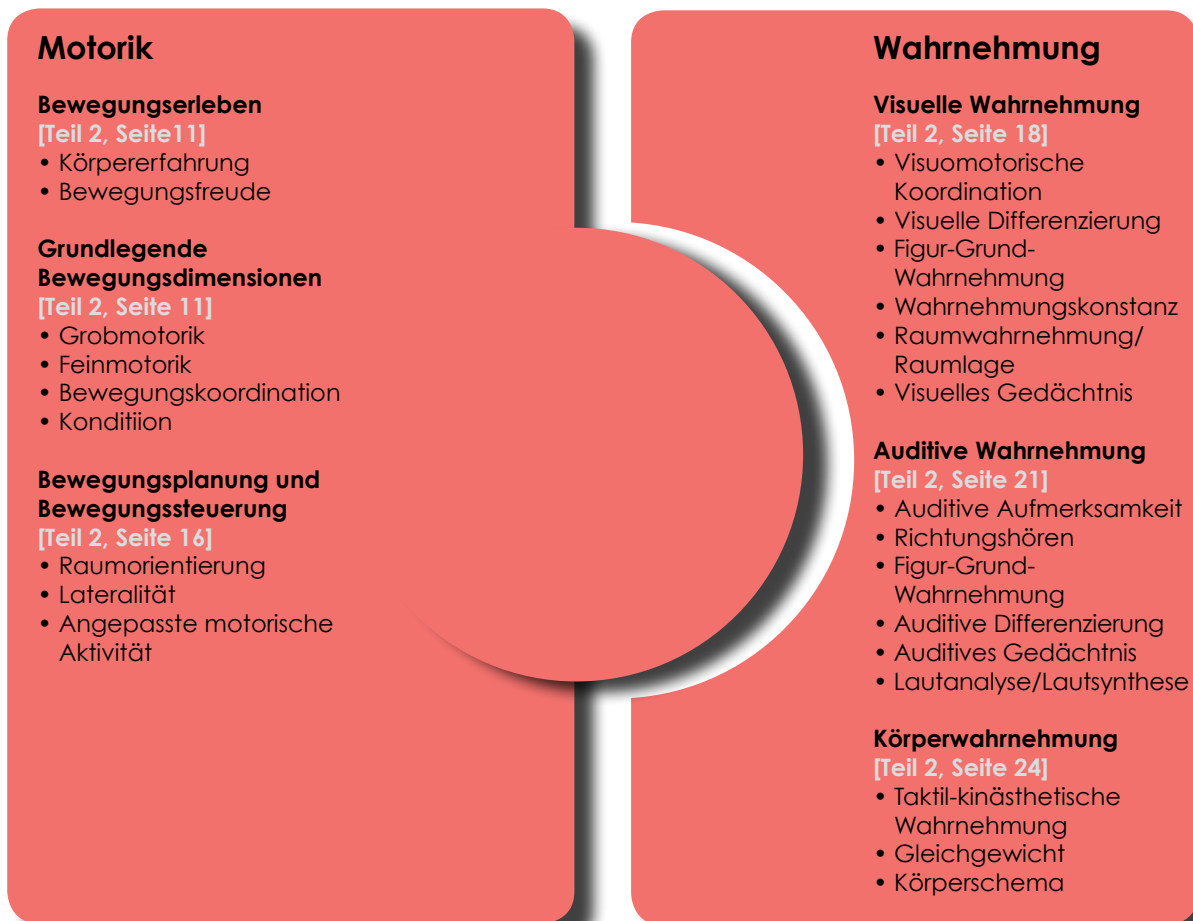 Motorik
Bewegungserleben
[Teil 2, Seite11]
• Körpererfahrung
• Bewegungsfreude
Grundlegende
Bewegungsdimensionen
[Teil 2, Seite 11]
• Grobmotorik
• Feinmotorik
• Bewegungskoordination
• Konditiion
Bewegungsplanung und
Bewegungssteuerung
[Teil 2, Seite 16]
• Raumorientierung
• Lateralität
• Angepasste motorische
Aktivität
Wahrnehmung
Visuelle Wahrnehmung
[Teil 2, Seite 18]
• Visuomotorische
Koordination
• Visuelle Differenzierung
• Figur-Grund-
Wahrnehmung
• Wahrnehmungskonstanz
• Raumwahrnehmung/
Raumlage
• Visuelles Gedächtnis
Auditive Wahrnehmung
[Teil 2, Seite 21]
• Auditive Aufmerksamkeit
• Richtungshören
• Figur-Grund-
Wahrnehmung
• Auditive Differenzierung
• Auditives Gedächtnis
• Lautanalyse/Lautsynthese
Körperwahrnehmung
[Teil 2, Seite 24]
• Taktil-kinästhetische
Wahrnehmung
• Gleichgewicht
• Körperschema